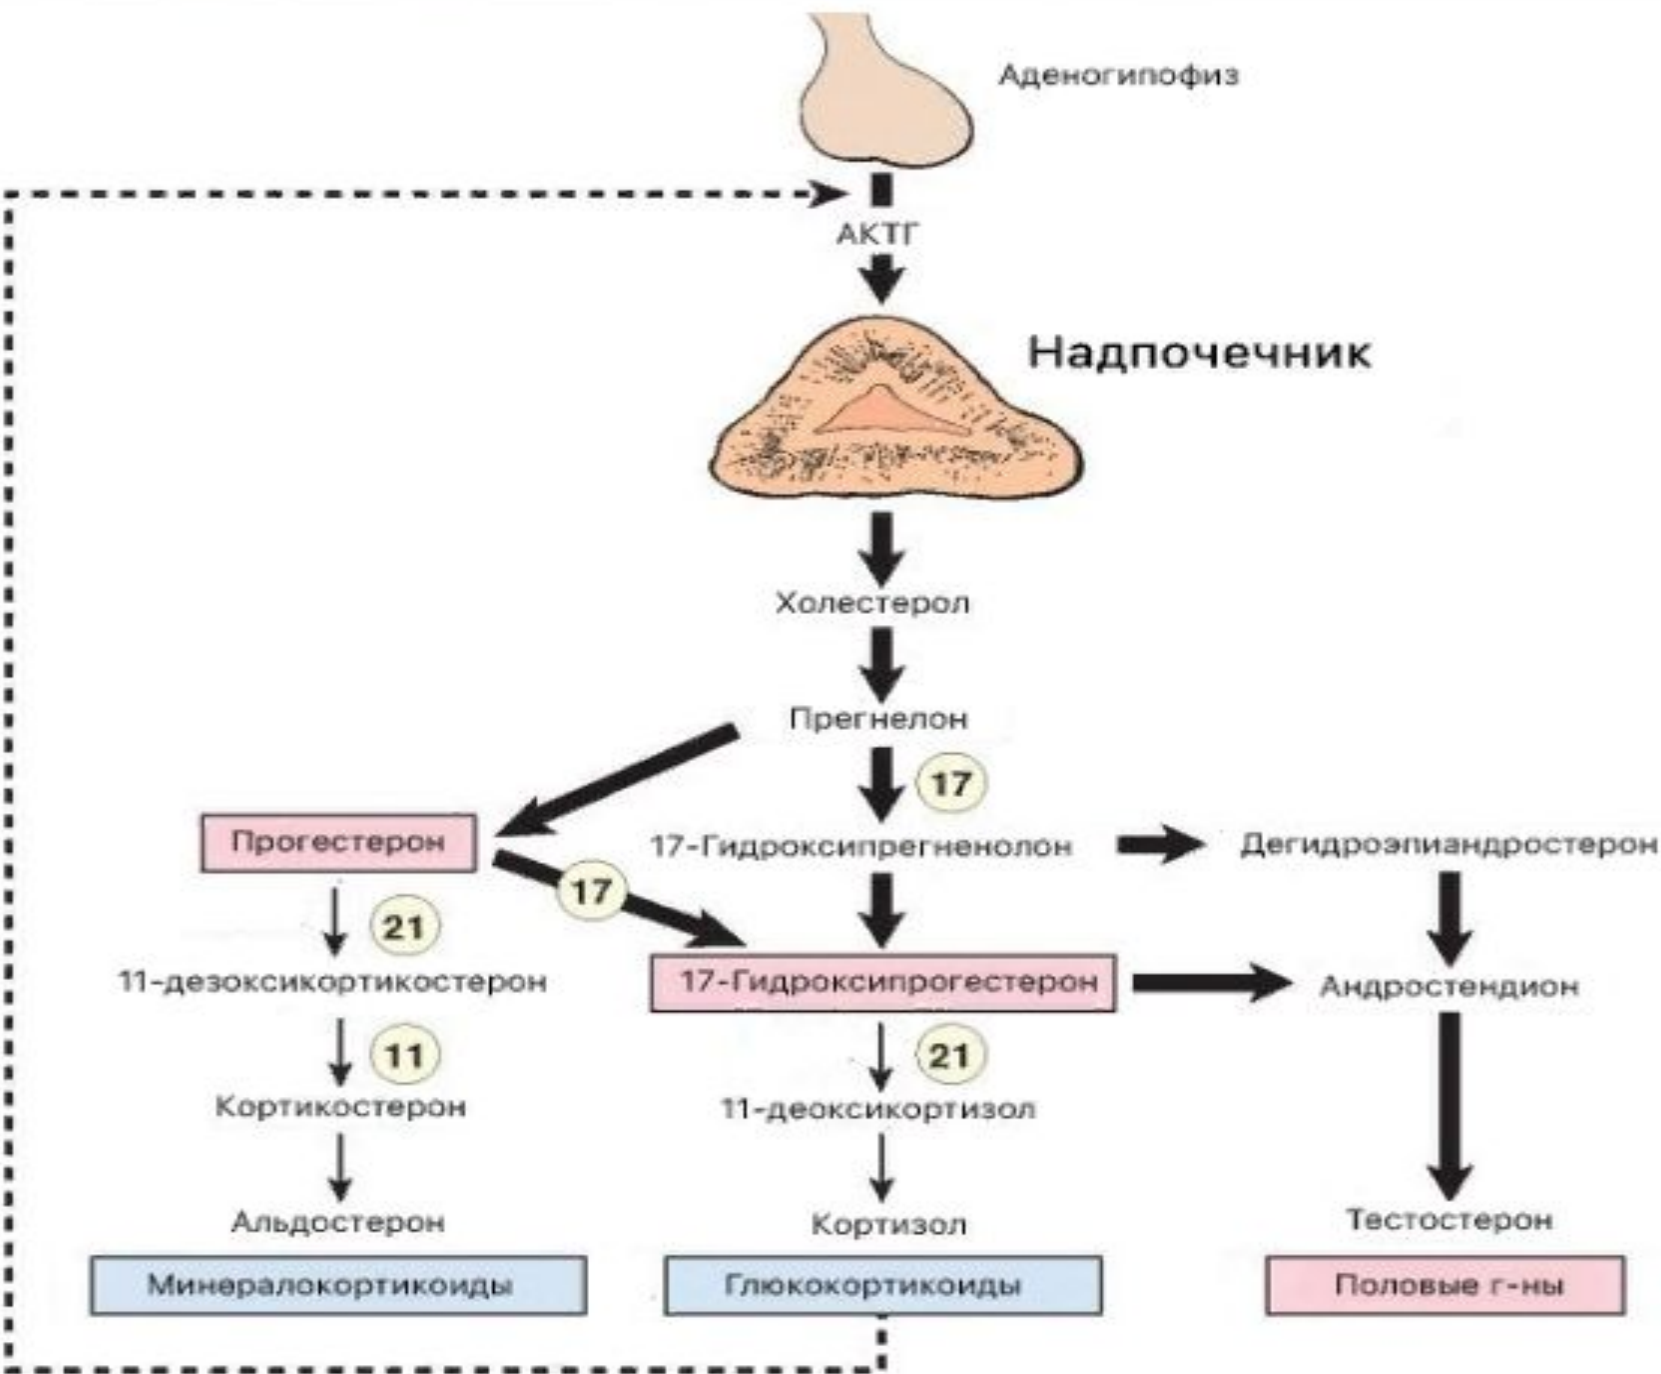 Аденогипофиз
АКТГ
Надпочечник
Холестерол
Прегнелон
17
Прогестерон
17-Гидроксипрегненолон
Дегидроэпиандростерон
17
21
11-дезоксикортикостерон
17-Гидроксипрогестерон
Андростендион
11
21
Кортикостерон
11-деоксикортизол
Альдостерон
Кортизол
Тестостерон
Минералокортикоиды
Глюкокортикоиды
Половые г-ны